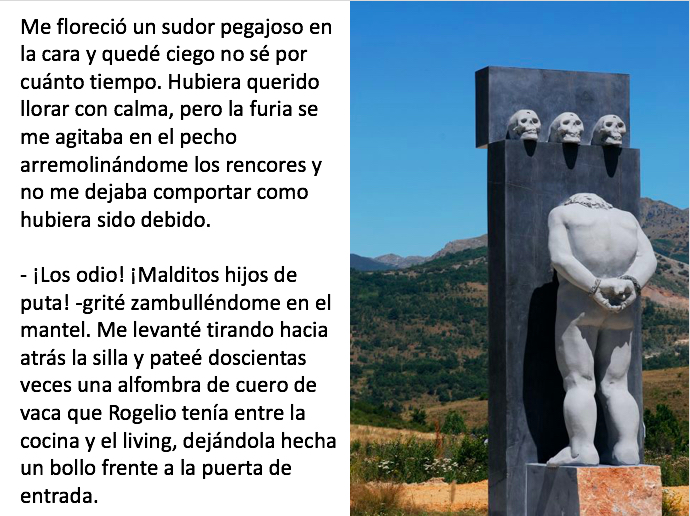 Me floreció un sudor pegajoso en
la cara y quedé ciego no sé por
cuánto tiempo. Hubiera querido
llorar con calma, pero la furia se
me agitaba en el pecho
arremolinándome los rencores y
no me dejaba comportar como
hubiera sido debido.
- ¡Los odio! ¡Malditos hijos de
puta! -grité zambulléndome en el
mantel. Me levanté tirando hacia
atrás la silla y pateé doscientas
veces una alfombra de cuero de
vaca que Rogelio tenía entre la
cocina y el living, dejándola hecha
un bollo frente a la puerta de
entrada.